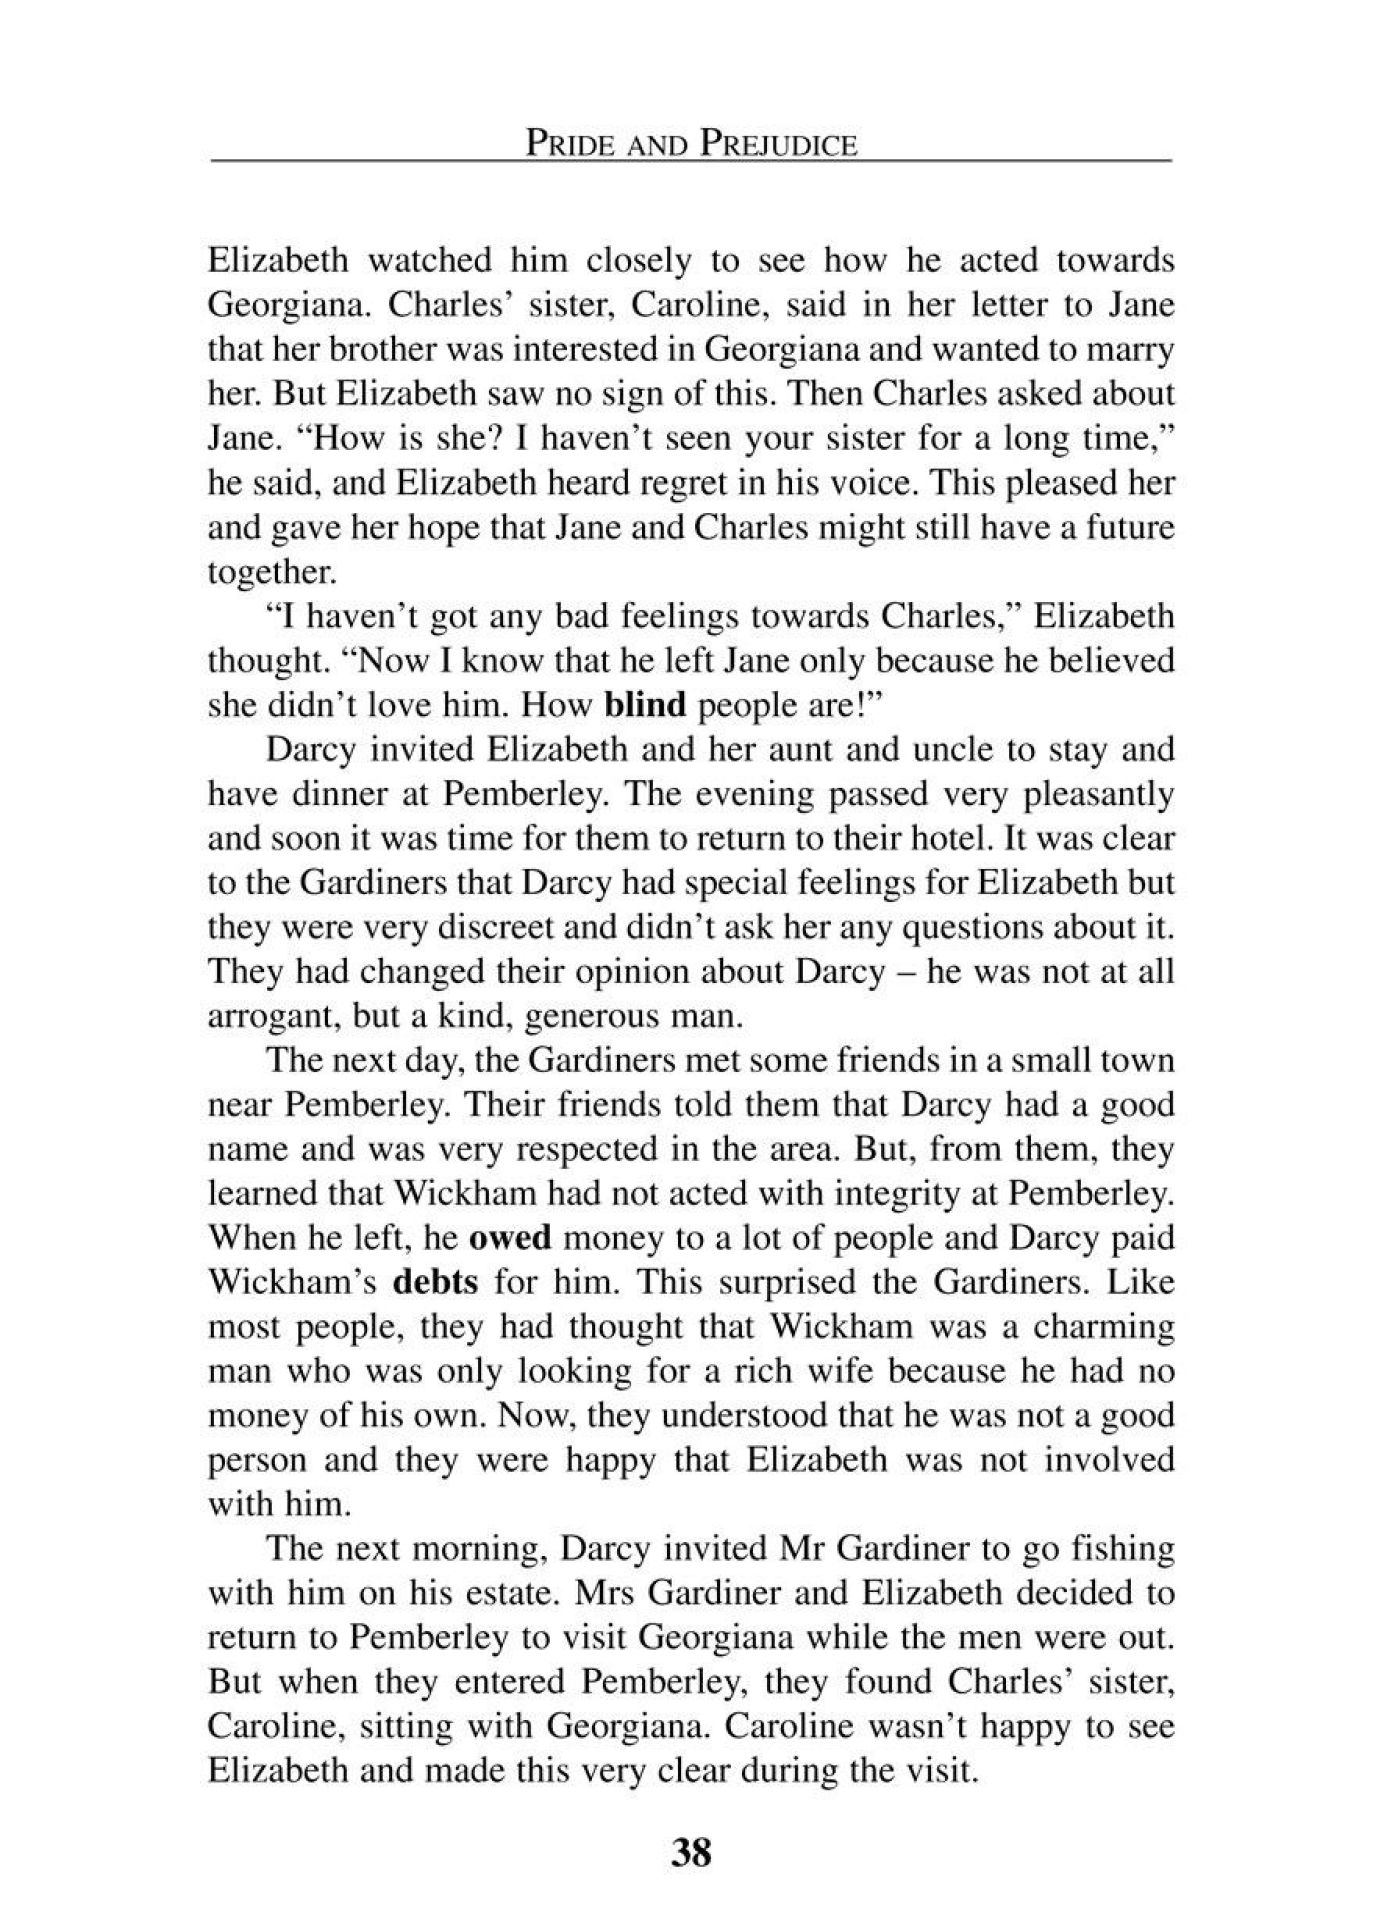 PRIDE AND PREJUDICE
Elizabeth watched him closely to see how he acted towards
Georgiana. Charles’ sister, Caroline, said in her letter to Jane
that her brother was interested in Georgiana and wanted to marry
her. But Elizabeth saw no sign of this. Then Charles asked about
Jane. “How is she? I haven’t seen your sister for a long time,”
he said, and Elizabeth heard regret in his voice. This pleased her
and gave her hope that Jane and Charles might still have a future
together.
“I haven’t got any bad feelings towards Charles,” Elizabeth
thought. “Now I know that he left Jane only because he believed
she didn’t love him. How blind people are!”
Darcy invited Elizabeth and her aunt and uncle to stay and
have dinner at Pemberley. The evening passed very pleasantly
and soon it was time for them to return to their hotel. It was clear
to the Gardiners that Darcy had special feelings for Elizabeth but
they were very discreet and didn’t ask her any questions about it.
They had changed their opinion about Darcy – he was not at all
arrogant, but a kind, generous man.
The next day, the Gardiners met some friends in a small town
near Pemberley. Their friends told them that Darcy had a good
name and was very respected in the area. But, from them, they
learned that Wickham had not acted with integrity at Pemberley.
When he left, he owed money to a lot of people and Darcy paid
Wickham’s debts for him. This surprised the Gardiners. Like
most people, they had thought that Wickham was a charming
man who was only looking for a rich wife because he had no
money of his own. Now, they understood that he was not a good
person and they were happy that Elizabeth was not involved
with him.
The next morning, Darcy invited Mr Gardiner to go fishing
with him on his estate. Mrs Gardiner and Elizabeth decided to
return to Pemberley to visit Georgiana while the men were out.
But when they entered Pemberley, they found Charles’ sister,
Caroline, sitting with Georgiana. Caroline wasn’t happy to see
Elizabeth and made this very clear during the visit.
38